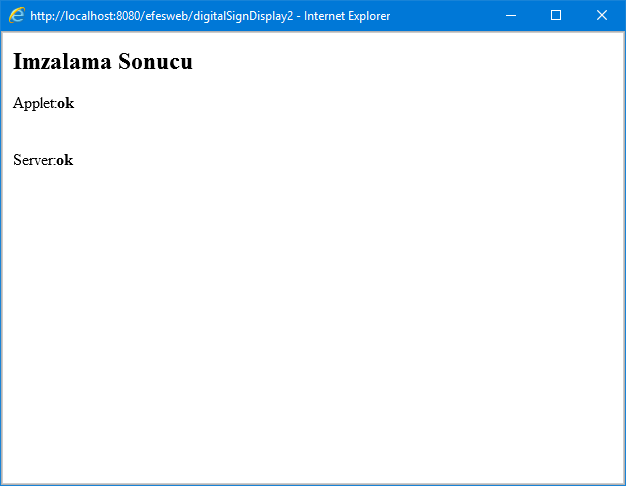 http://localhost:8080/efesweb/digitalSignDisplay2 - Internet Explorer
Imzalama Sonucu
Applet:ok
Server:ok